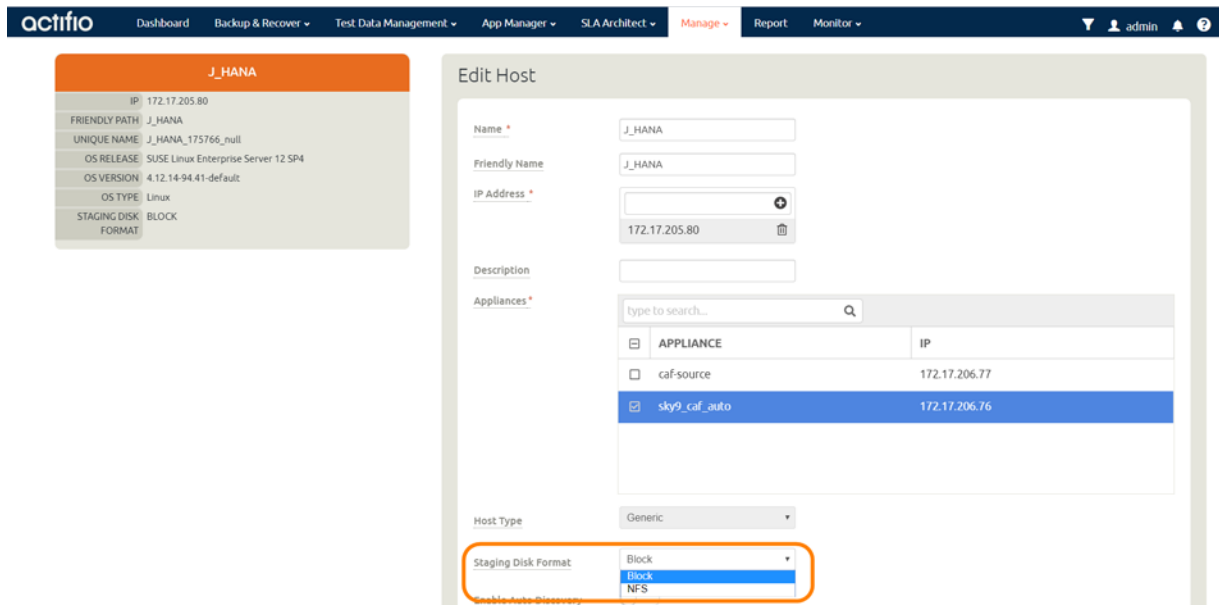 actifio Dashboard Backup & Recover Test Data Management App Manager SLA Architect Manage Report Monitor admin
J_HANA
IP 172.17.205.80
FRIENDLY PATH J_HANA
UNIQUE NAME J_HANA_175766_null
OS RELEASE SUSE Linux Enterprise Server 12 SP4
OS VERSION 4.12.14-94.41-default
OS TYPE Linux
STAGING DISK FORMAT BLOCK
Edit Host
Name * J_HANA
Friendly Name J_HANA
IP Address *
172.17.205.80
Description
Appliances *
type to search...
APPLIANCE IP
caf-source 172.17.206.77
sky9_caf_auto 172.17.206.76
Host Type Generic
Staging Disk Format Block
Block
NFS
Enable Auto Discovery